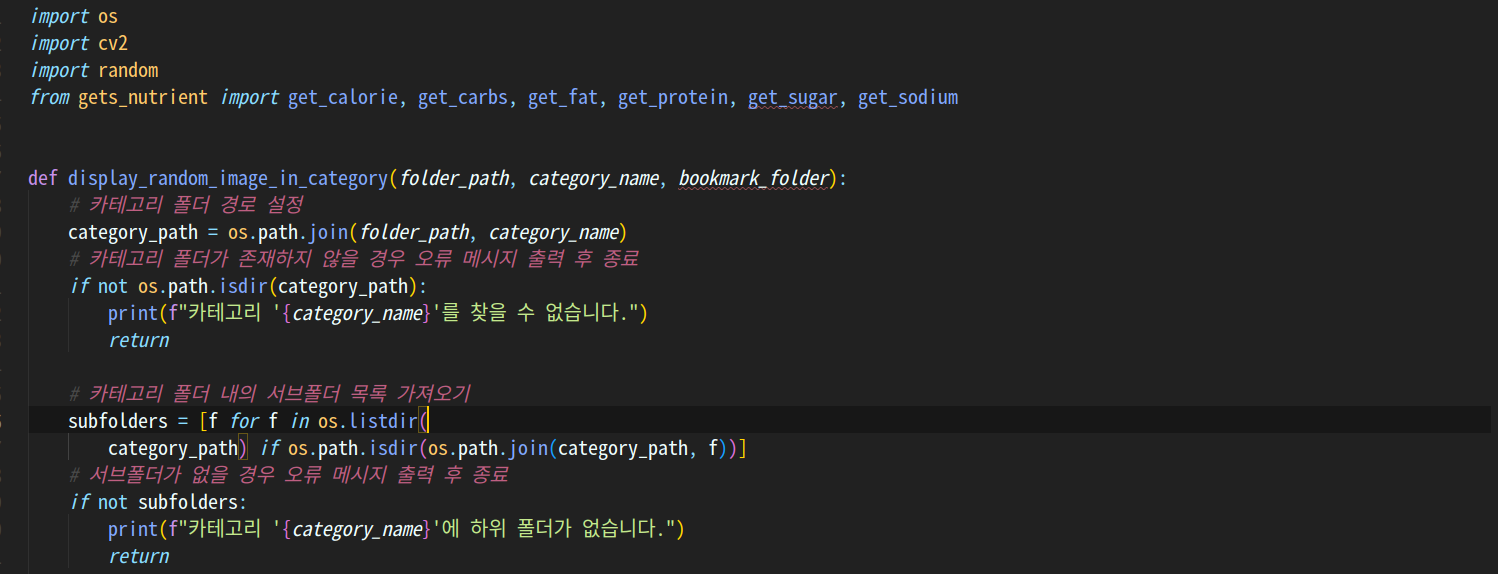 import os
import cv2
import random
from gets_nutrient import get_calorie, get_carbs, get_fat, get_protein, get_sugar, get_sodium
def display_random_image_in_category(folder_path, category_name, bookmark_folder):
# 카테고리 폴더 경로 설정
category_path = os.path.join(folder_path, category_name)
# 카테고리 폴더가 존재하지 않을 경우 오류 메시지 출력 후 종료
if not os.path.isdir(category_path):
print(f"카테고리 '{category_name}'를 찾을 수 없습니다.")
return
# 카테고리 폴더 내의 서브폴더 목록 가져오기
subfolders = [f for f in os.listdir(
category_path) if os.path.isdir(os.path.join(category_path, f))]
# 서브폴더가 없을 경우 오류 메시지 출력 후 종료
if not subfolders:
print(f"카테고리 '{category_name}'에 하위 폴더가 없습니다.")
return